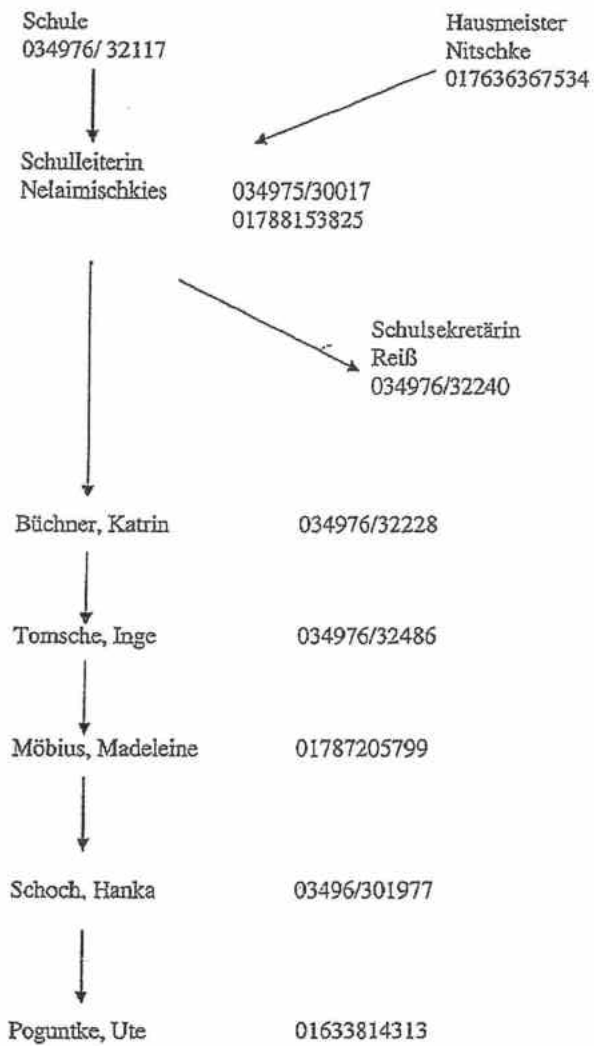 Schule
034976/ 32117
Hausmeister
Nitschke
017636367534
Schulleiterin
Nelaimischkies
034975/30017
01788153825
Schulsekretärin
Reiß
034976/32240
Büchner, Katrin 034976/32228
Tomsche, Inge 034976/32486
Möbius, Madeleine 01787205799
Schoch, Hanka 03496/301977
Poguntke, Ute 01633814313